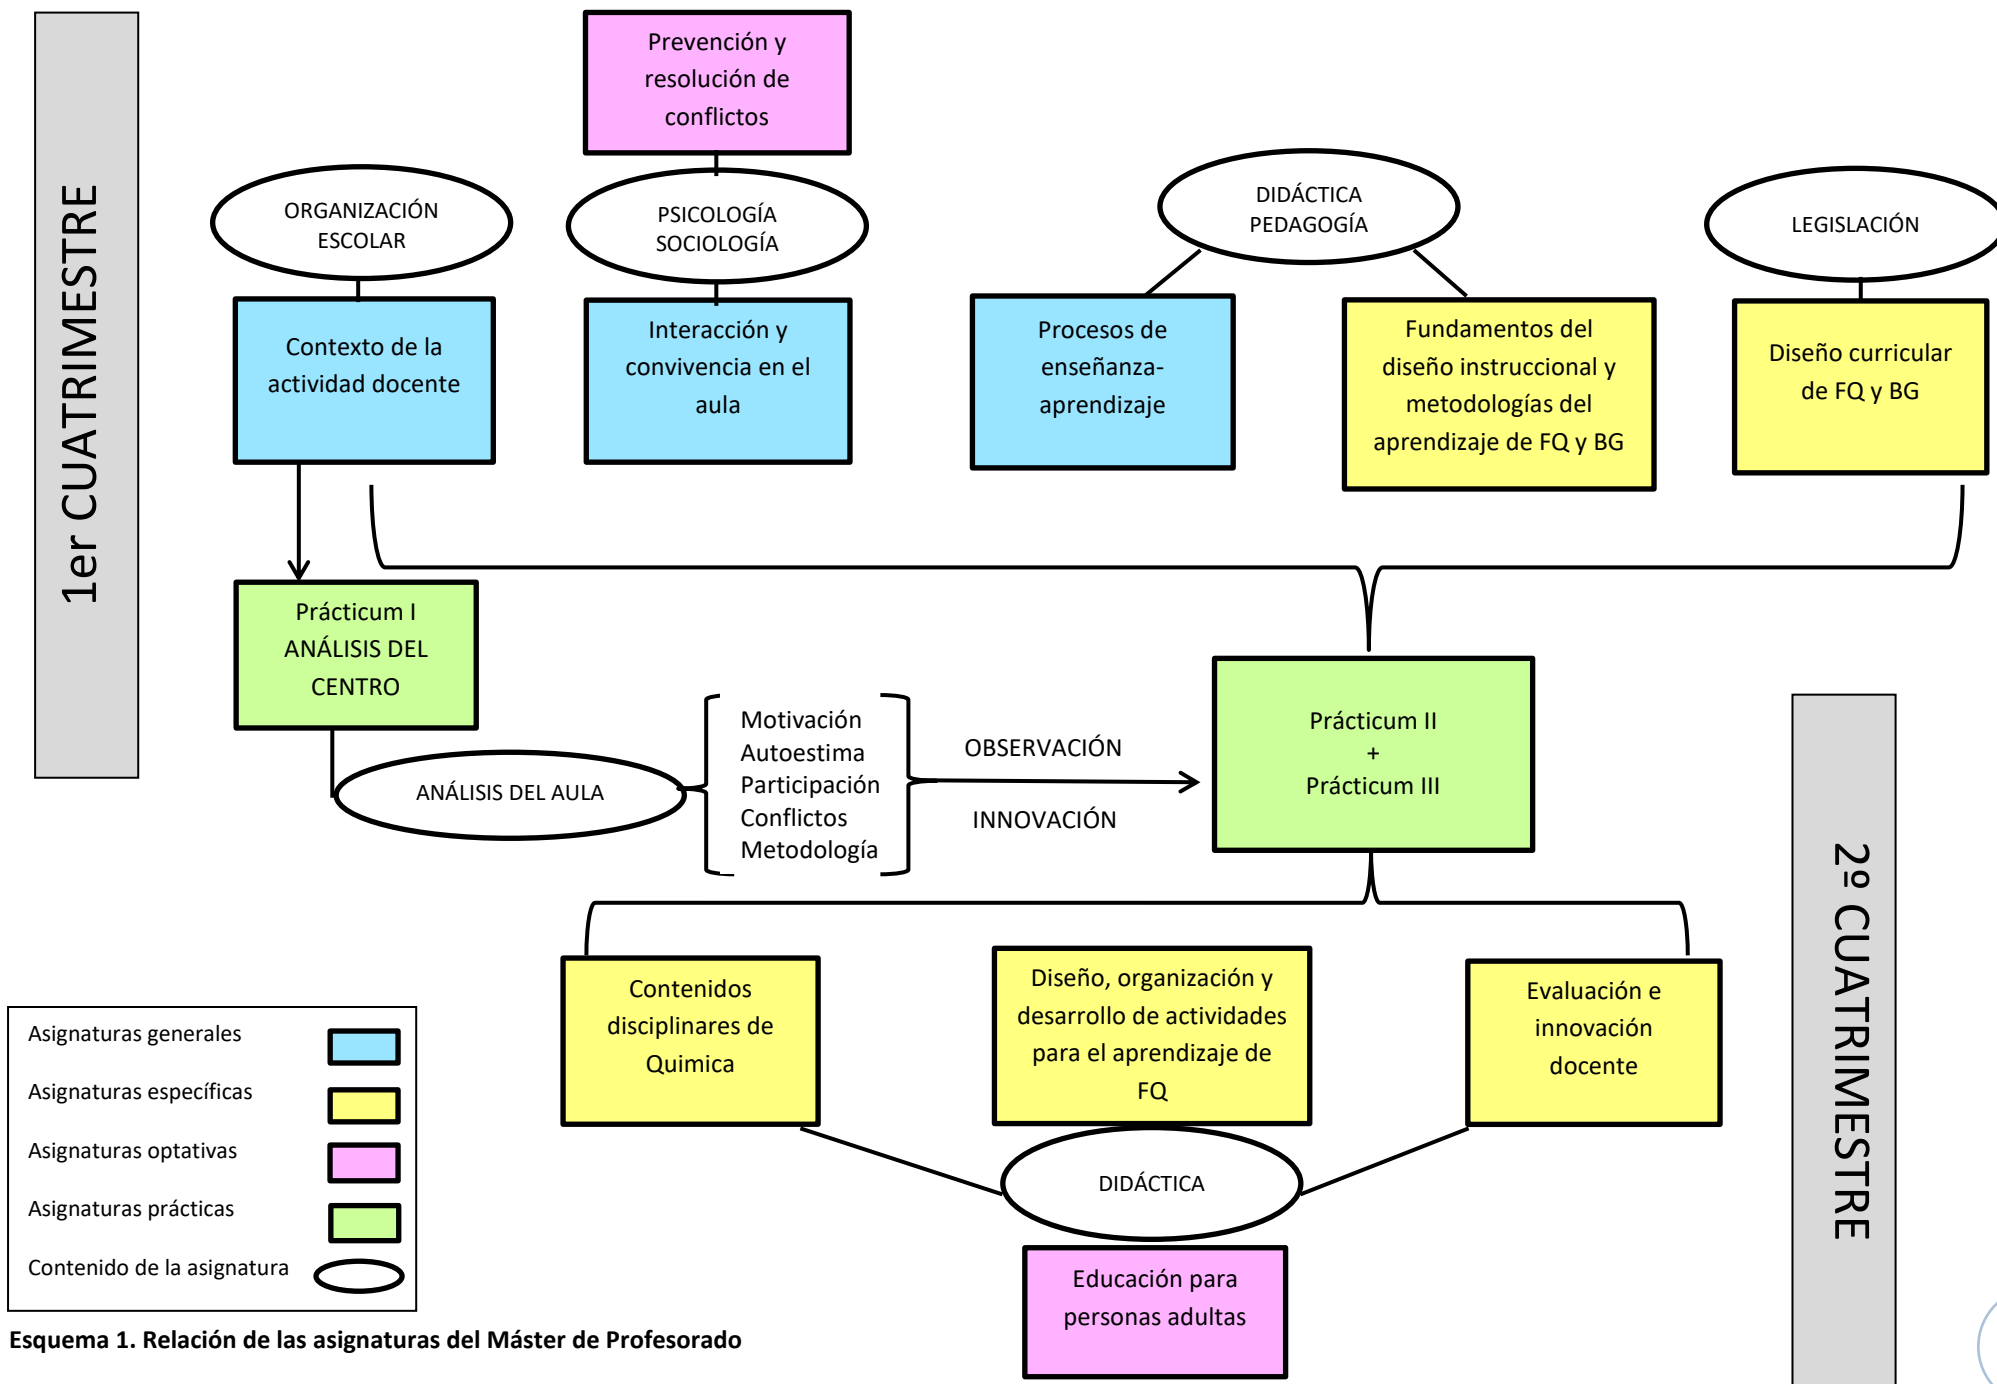 1er CUATRIMESTRE
Prevención y
resolución de
conflictos
ORGANIZACIÓN
ESCOLAR
PSICOLOGÍA
SOCIOLOGÍA
DIDÁCTICA
PEDAGOGÍA
LEGISLACIÓN
Contexto de la
actividad docente
Interacción y
convivencia en el
aula
Procesos de
enseñanza-
aprendizaje
Fundamentos del
diseño instruccional y
metodologías del
aprendizaje de FQ y BG
Diseño curricular
de FQ y BG
Prácticum I
ANÁLISIS DEL
CENTRO
ANÁLISIS DEL AULA
Motivación
Autoestima
Participación
Conflictos
Metodología
OBSERVACIÓN
INNOVACIÓN
Prácticum II
+
Prácticum III
2º CUATRIMESTRE
Contenidos
disciplinares de
Quimica
Diseño, organización y
desarrollo de actividades
para el aprendizaje de
FQ
Evaluación e
innovación
docente
DIDÁCTICA
Educación para
personas adultas
Asignaturas generales
Asignaturas específicas
Asignaturas optativas
Asignaturas prácticas
Contenido de la asignatura
Esquema 1. Relación de las asignaturas del Máster de Profesorado